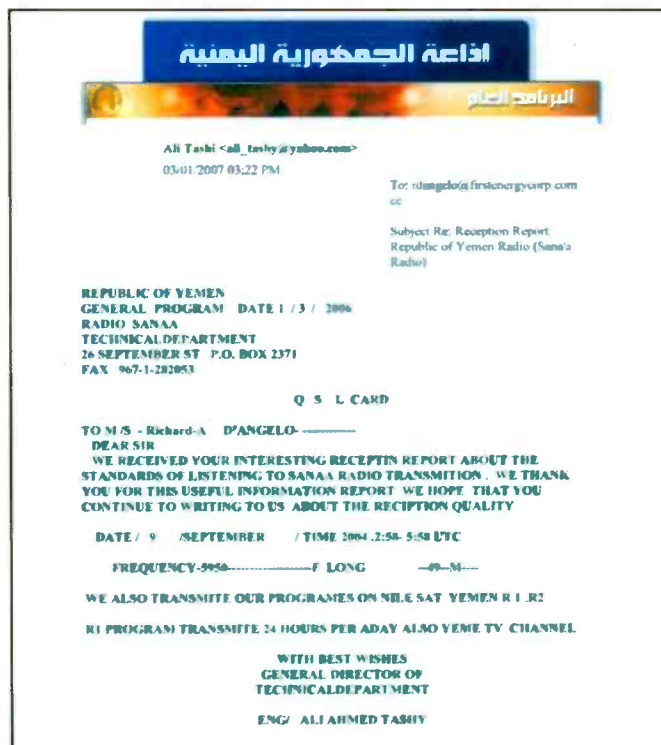 اذاعة الجمهورية اليمنية
البرنامج العام
Ali Tashi <ali_tashy@yahoo.com>
03/01/2007 03:22 PM
To: rdangelo@firstenergycorp.com
cc
Subject Re: Reception Report
Republic of Yemen Radio (Sana'a
Radio)
REPUBLIC OF YEMEN
GENERAL PROGRAM DATE 1 / 3 / 2006
RADIO SANAA
TECHNICALDEPARTMENT
26 SEPTEMBER ST P.O. BOX 2371
FAX 967-1-282053
Q S L CARD
TO M/S - Richard-A D'ANGELO-----------
DEAR SIR
WE RECEIVED YOUR INTERESTING RECEPTIN REPORT ABOUT THE
STANDARDS OF LISTENING TO SANAA RADIO TRANSMITION . WE THANK
YOU FOR THIS USEFUL INFORMATION REPORT WE HOPE THAT YOU
CONTINUE TO WRITING TO US ABOUT THE RECIPTION QUALITY
DATE / 9 /SEPTEMBER / TIME 2004 .2:58- 5:58 UTC
FREQUENCY-5950-------------------F LONG --49--M----
WE ALSO TRANSMITE OUR PROGRAMES ON NILE SAT YEMEN R 1 .R2
R1 PROGRAM TRANSMITE 24 HOURS PER ADAY ALSO YEME TV CHANNEL
WITH BEST WISHES
GENERAL DIRECTOR OF
TECHNICALDEPARTMENT
ENG/ ALI AHMED TASHY